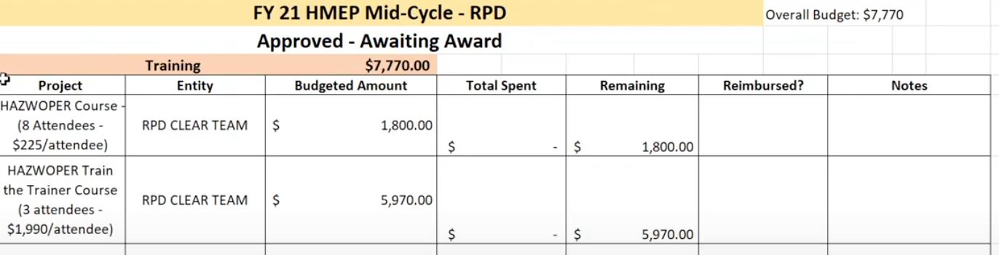 FY 21 HMEP Mid-Cycle - RPD
Overall Budget: $7,770
Approved - Awaiting Award
Training $7,770.00
Project Entity Budgeted Amount Total Spent Remaining Reimbursed? Notes
HAZWOPER Course -
(8 Attendees -
$225/attendee)
RPD CLEAR TEAM
$ 1,800.00
$ -
$ 1,800.00
HAZWOPER Train
the Trainer Course
(3 attendees -
$1,990/attendee)
RPD CLEAR TEAM
$ 5,970.00
$ -
$ 5,970.00